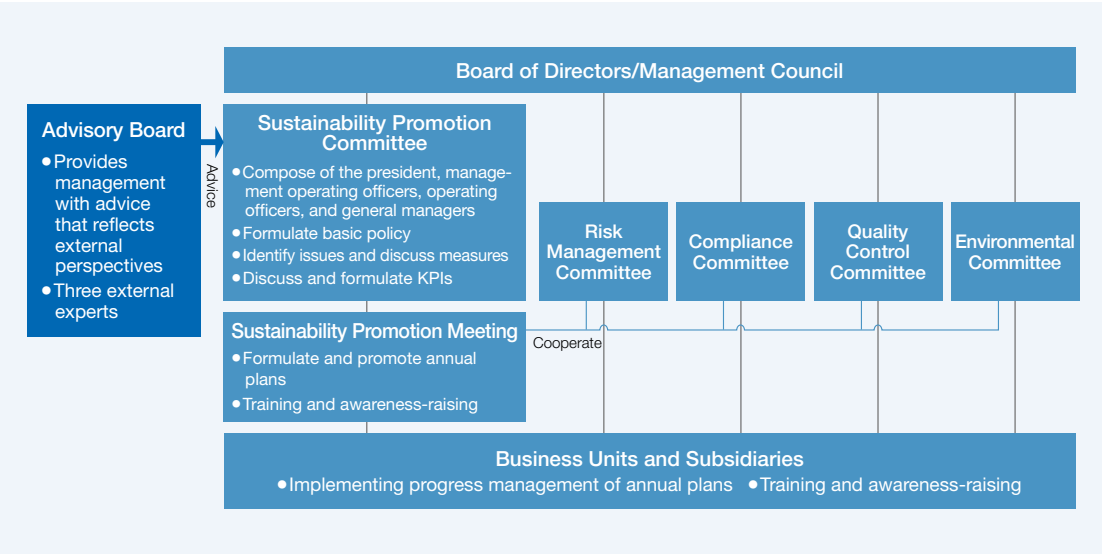 Board of Directors/Management Council
Advisory Board
●Provides
management
with advice
that reflects
external
perspectives
●Three external
experts
Advice
Sustainability Promotion
Committee
●Compose of the president, manage-
ment operating officers, operating
officers, and general managers
●Formulate basic policy
●Identify issues and discuss measures
●Discuss and formulate KPIs
Risk
Management
Committee
Compliance
Committee
Quality
Control
Committee
Environmental
Committee
Sustainability Promotion Meeting
●Formulate and promote annual
plans
●Training and awareness-raising
Cooperate
Business Units and Subsidiaries
●Implementing progress management of annual plans ●Training and awareness-raising